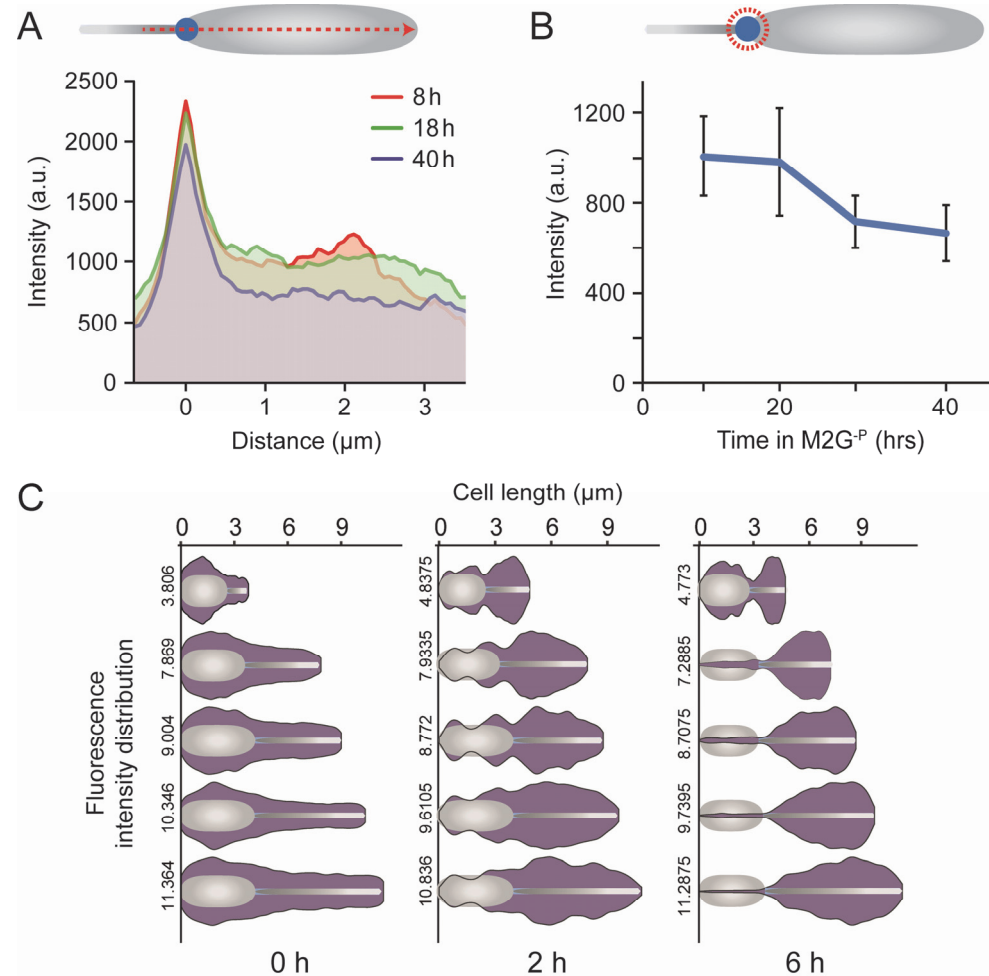 A
B
2500
2000
1500
1000
500
0
Intensity (a.u.)
8 h
18 h
40 h
0 1 2 3
Distance (µm)
1200
800
400
0
Intensity (a.u.)
0 20 40
Time in M2G-P (hrs)
C
Cell length (µm)
0 3 6 9
0 3 6 9
0 3 6 9
Fluorescence
intensity distribution
3.806
7.869
9.004
10.346
11.364
4.8375
7.9335
8.772
9.6105
10.836
4.773
7.2885
8.7075
9.7395
11.2875
0 h
2 h
6 h